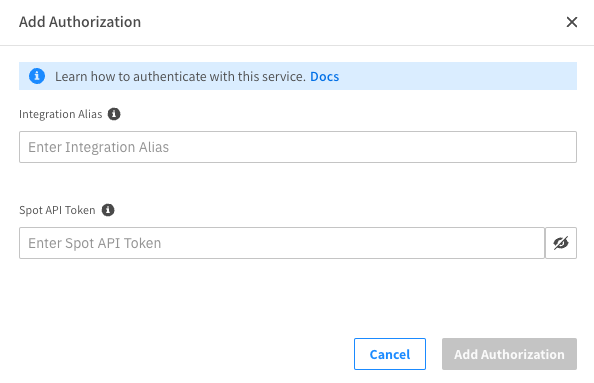 Add Authorization
Learn how to authenticate with this service. Docs
Integration Alias
Enter Integration Alias
Spot API Token
Enter Spot API Token
Cancel
Add Authorization